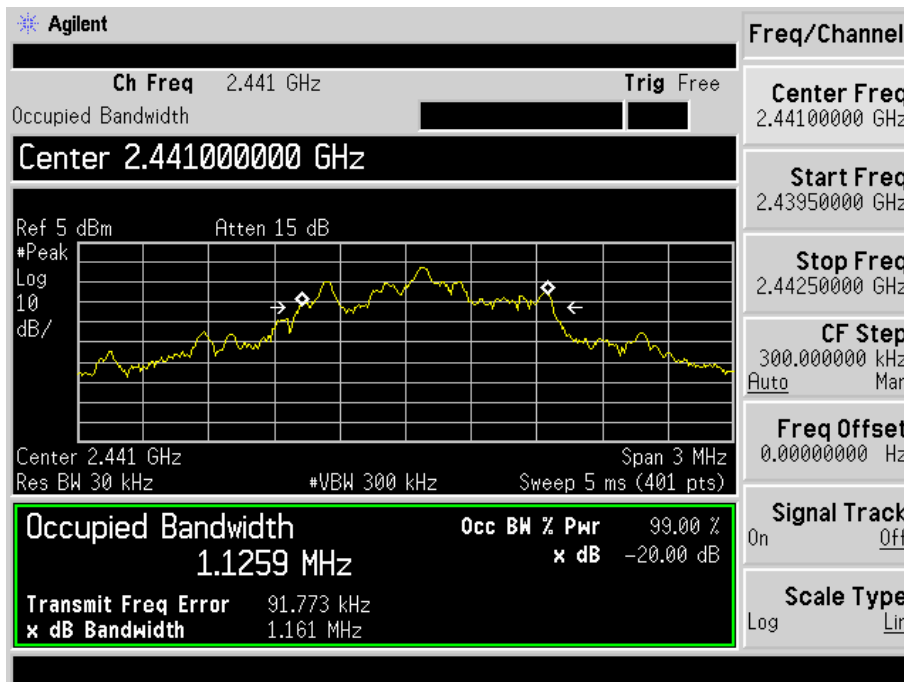 Agilent
Freq/Channel
Ch Freq 2.441 GHz Trig Free
Occupied Bandwidth
Center 2.441000000 GHz
Ref 5 dBm Atten 15 dB
#Peak
Log
10
dB/
Center 2.441 GHz Span 3 MHz
Res BW 30 kHz #VBW 300 kHz Sweep 5 ms (401 pts)
Occupied Bandwidth
1.1259 MHz
Occ BW % Pwr 99.00 %
x dB -20.00 dB
Transmit Freq Error 91.773 kHz
x dB Bandwidth 1.161 MHz
Center Freq
2.44100000 GHz
Start Freq
2.43950000 GHz
Stop Freq
2.44250000 GHz
CF Step
300.000000 kHz
Auto Man
Freq Offset
0.00000000 Hz
Signal Track
On Off
Scale Type
Log Lin